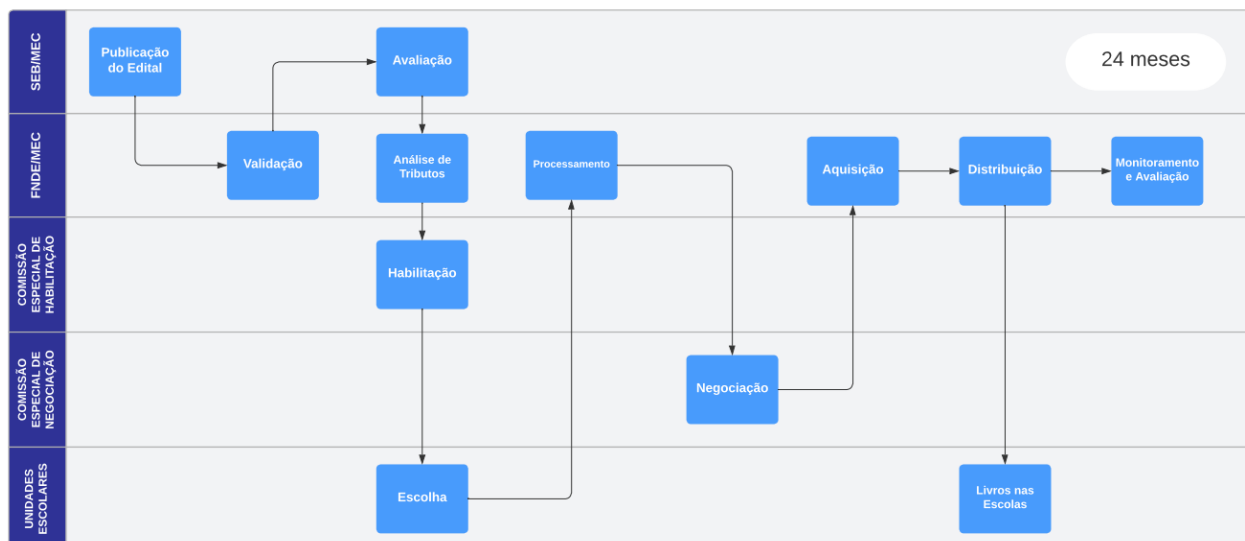 SEB/MEC
Publicação
do Edital
Avaliação
24 meses
FNDE/MEC
Validação
Análise de
Tributos
Processamento
Aquisição
Distribuição
Monitoramento
e Avaliação
COMISSÃO
ESPECIAL DE
HABILITAÇÃO
Habilitação
COMISSÃO
ESPECIAL DE
NEGOCIAÇÃO
Negociação
UNIDADES
ESCOLARES
Escolha
Livros nas
Escolas